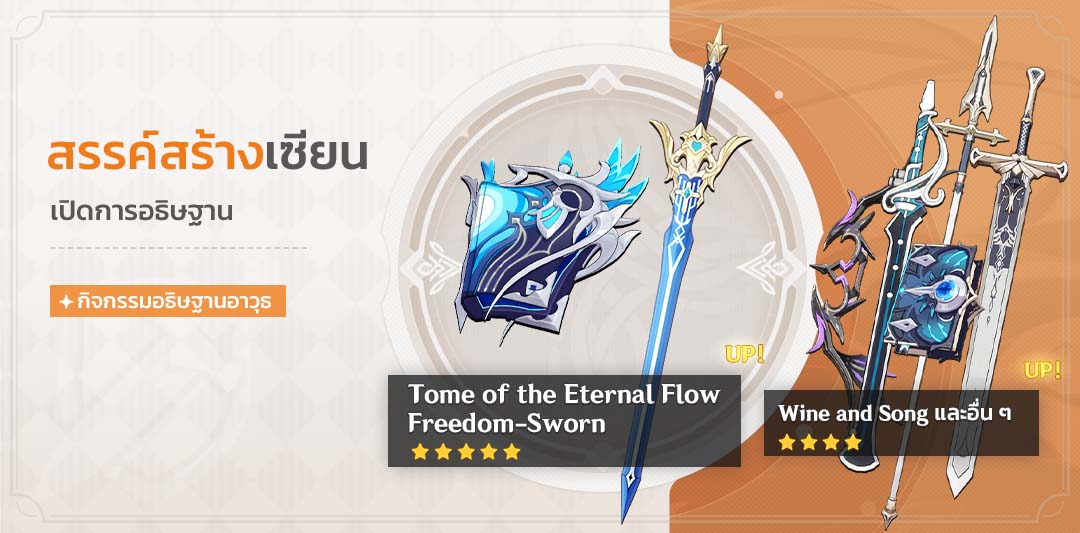 สรรค์สร้างเซียน
เปิดการอธิษฐาน
กิจกรรมอธิษฐานอาวุธ
UP!
Tome of the Eternal Flow
Freedom-Sworn
UP!
Wine and Song และอื่น ๆ